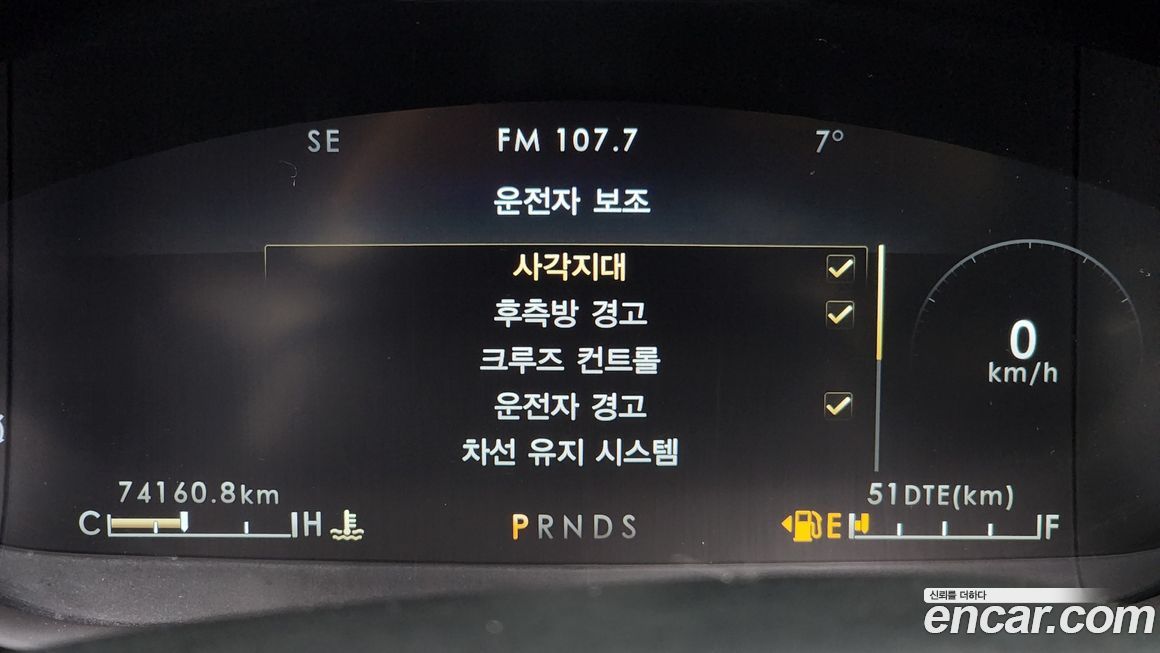 SE FM 107.7 7°
운전자 보조
사각지대
후측방 경고
크루즈 컨트롤
운전자 경고
차선 유지 시스템
0
km/h
74160.8km
51DTE(km)
C H
PRNDS
E F
신뢰를 더하다
encar.com